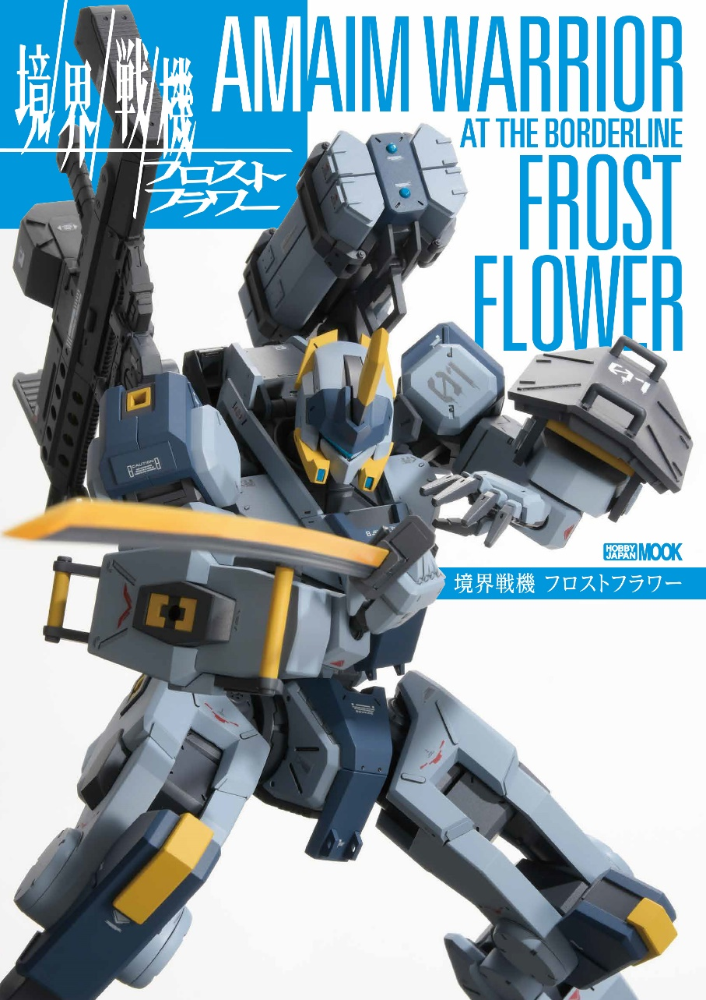 境界戦機
フロスト
フラワー
AMAIM WARRIOR
AT THE BORDERLINE
FROST
FLOWER
01
01
CAUTION
HOBBY
JAPAN MOOK
境界戦機 フロストフラワー